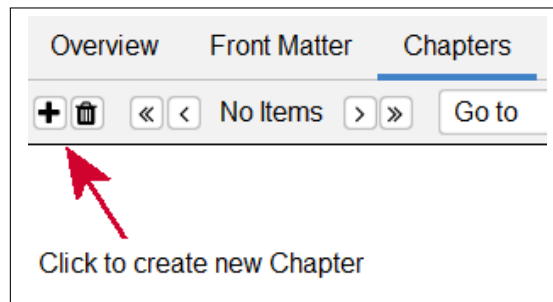 Overview Front Matter Chapters
+ « < No Items > » Go to
Click to create new Chapter